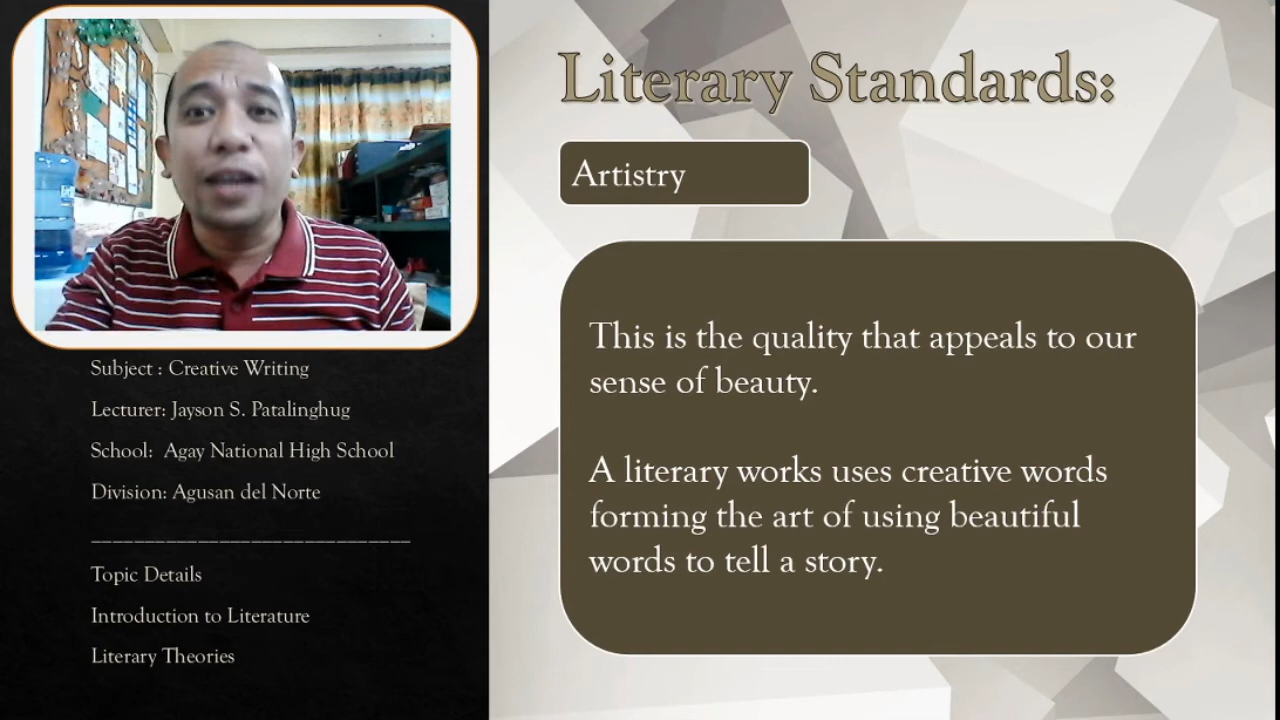 Literary Standards:
Artistry
This is the quality that appeals to our
sense of beauty.
A literary works uses creative words
forming the art of using beautiful
words to tell a story.
Subject : Creative Writing
Lecturer: Jayson S. Patalinghug
School:  Agay National High School
Division: Agusan del Norte
Topic Details
Introduction to Literature
Literary Theories